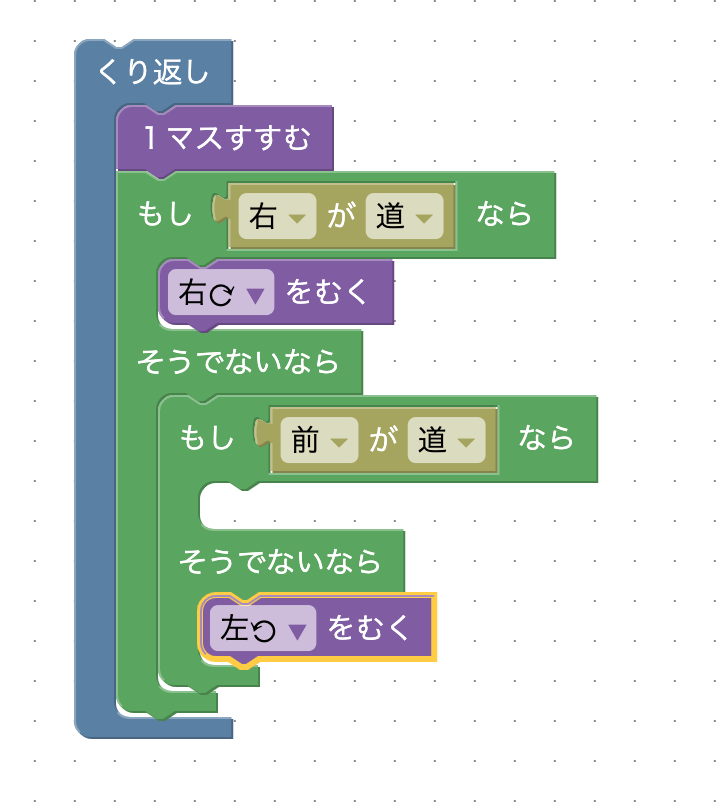 くり返し
1マスすすむ
もし 右 が 道 なら
右 をむく
そうでないなら
もし 前 が 道 なら
そうでないなら
左 をむく